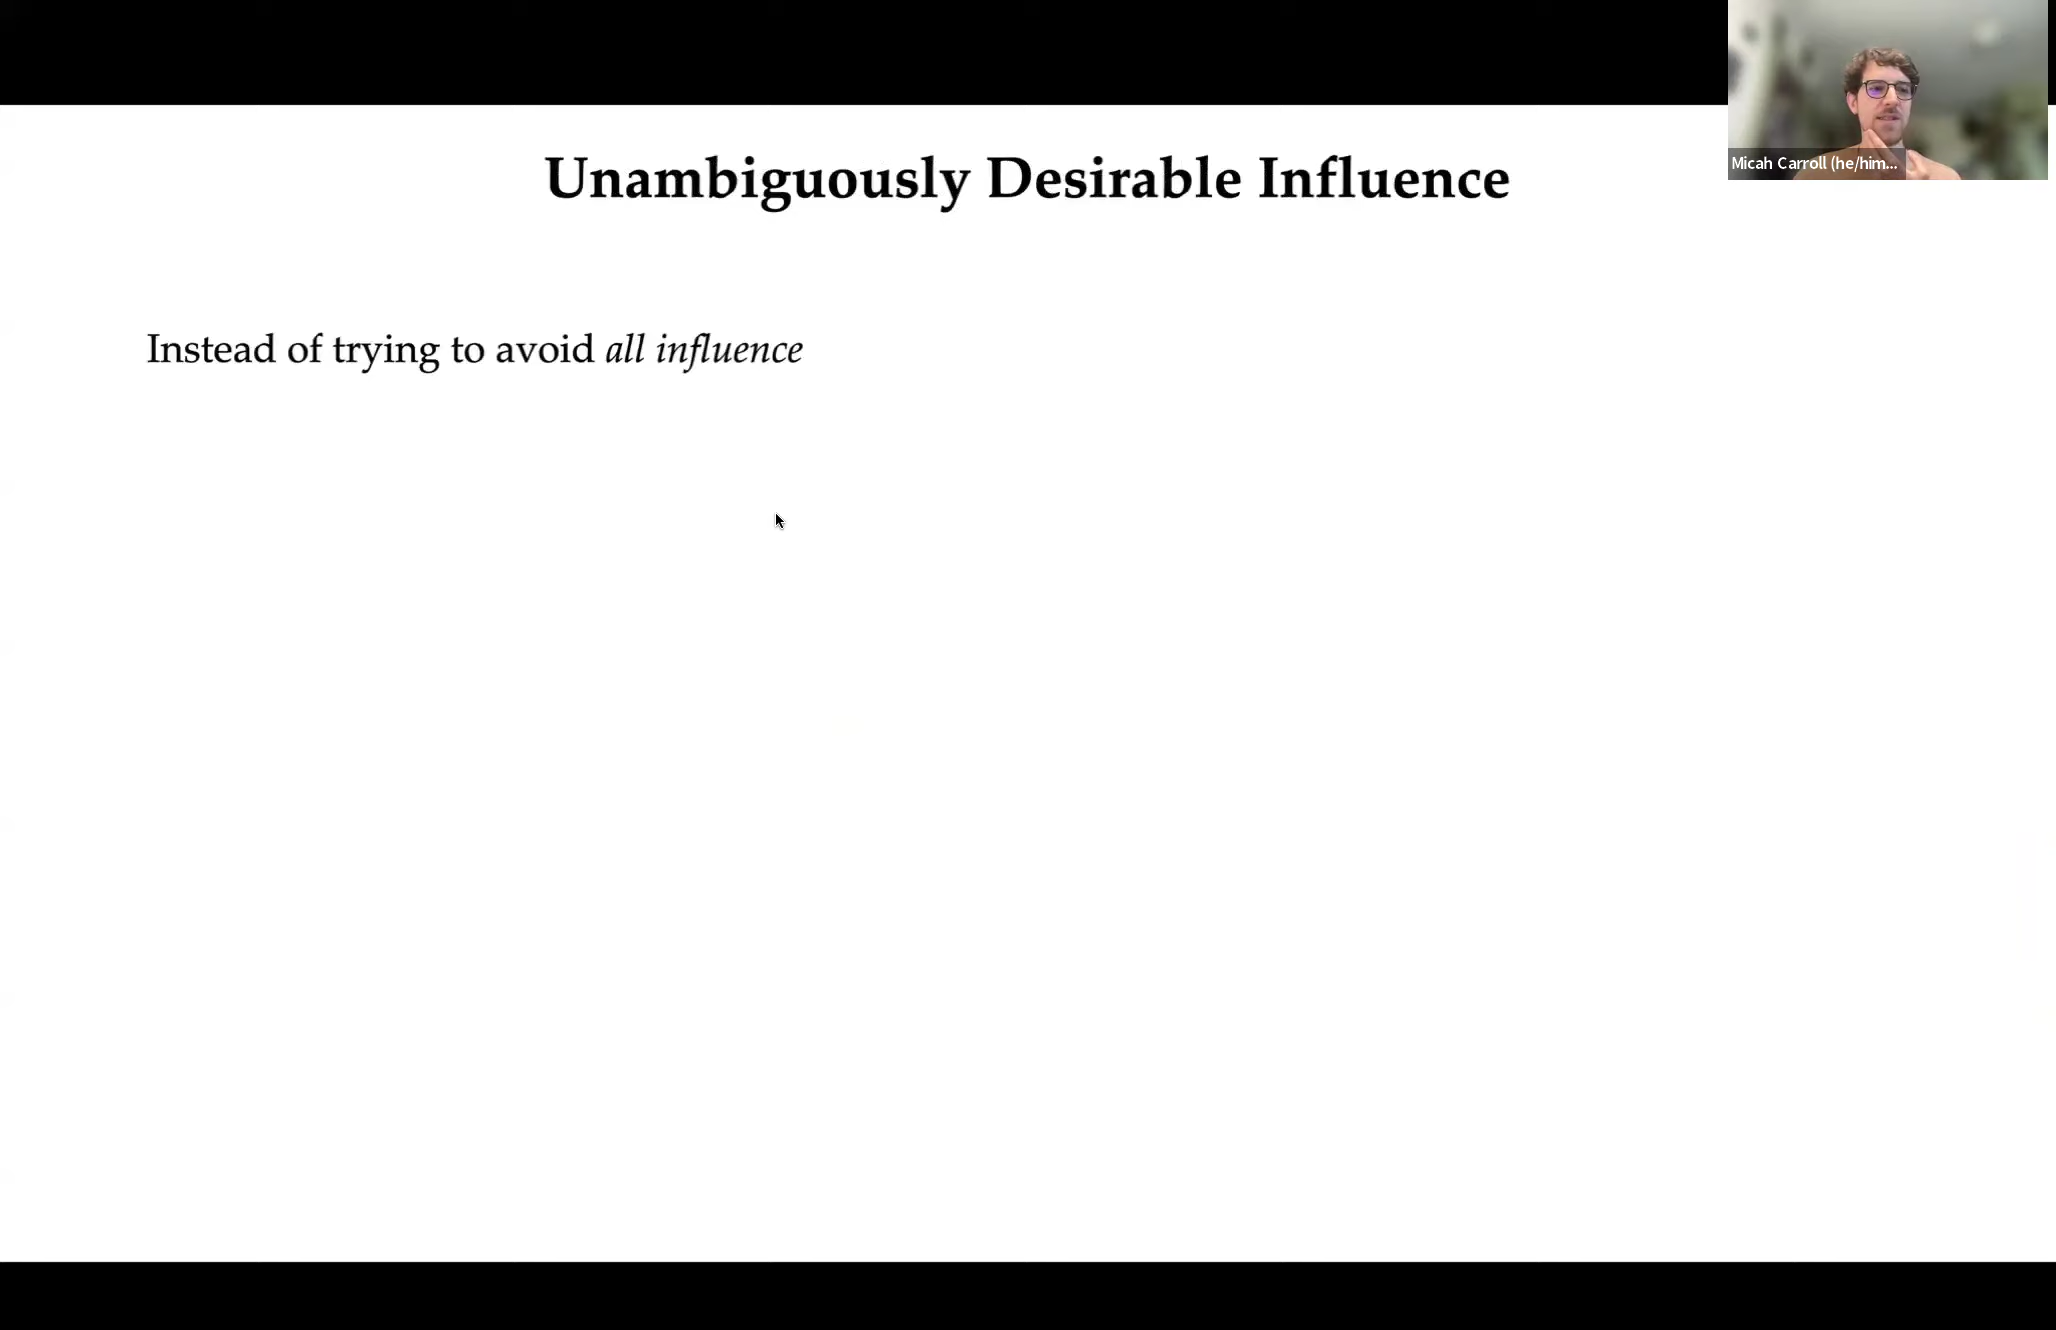 Micah Carroll (he/him...
Unambiguously Desirable Influence
Instead of trying to avoid all influence